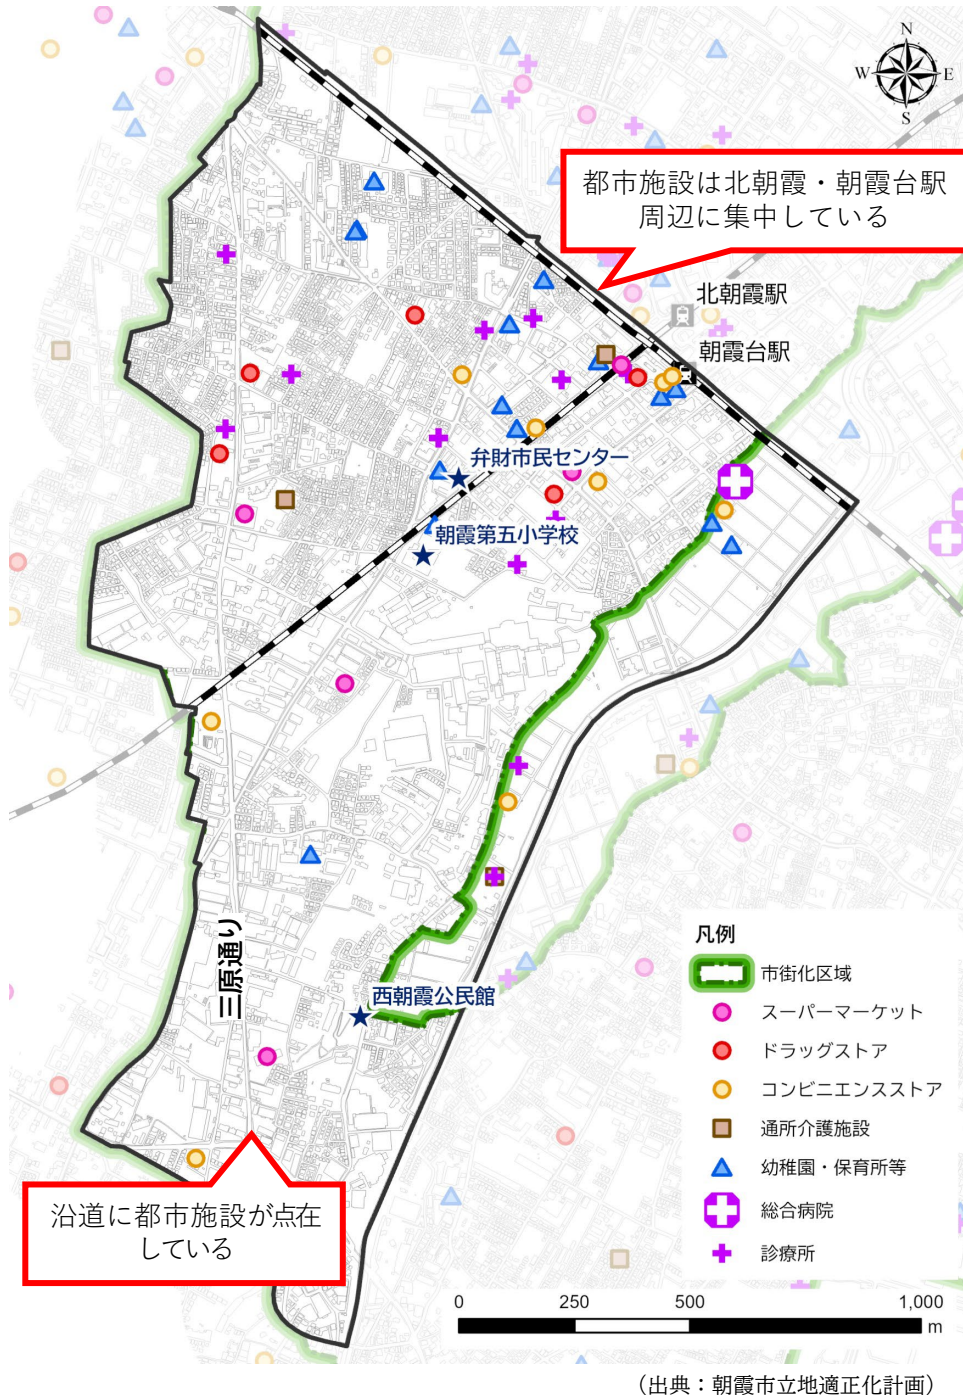 N
W
E
S
都市施設は北朝霞・朝霞台駅
周辺に集中している
北朝霞駅
朝霞台駅
弁財市民センター
朝霞第五小学校
三原通り
西朝霞公民館
沿道に都市施設が点在
している
凡例
市街化区域
スーパーマーケット
ドラッグストア
コンビニエンスストア
通所介護施設
幼稚園・保育所等
総合病院
診療所
0 250 500 1,000
m
（出典：朝霞市立地適正化計画）